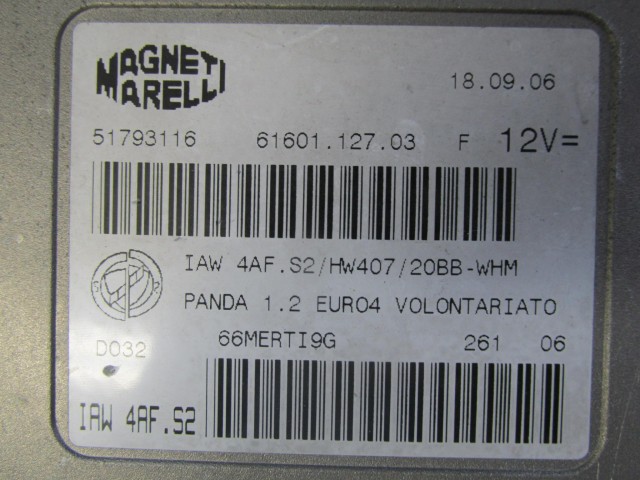 MAGNETI MARELLI
18.09.06
51793116 61601.127.03 F 12V=
IAW 4AF.S2/HW407/20BB-WHM
PANDA 1.2 EURO4 VOLONTARIATO
D032 66MERTI9G 261 06
IAW 4AF.S2